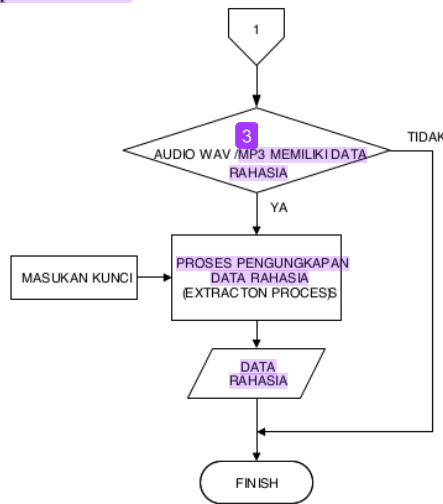 1
3
AUDIO WAV /MP3 MEMILIKI DATA
RAHASIA
TIDAK
YA
MASUKAN KUNCI
PROSES PENGUNGKAPAN
DATA RAHASIA
(EXTRACTON PROCES)S
DATA
RAHASIA
FINISH